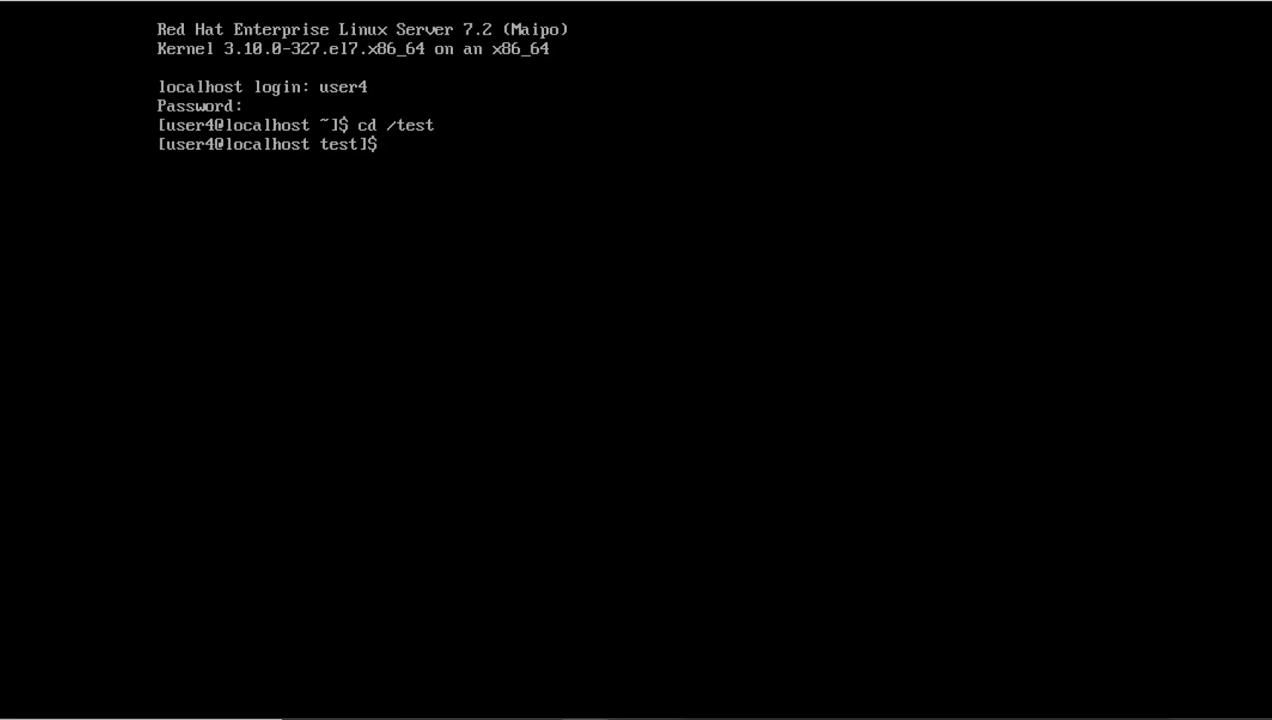 Red Hat Enterprise Linux Server 7.2 (Maipo)
Kernel 3.10.0-327.el7.x86_64 on an x86_64
localhost login: user4
Password:
[user4@localhost ~]$ cd /test
[user4@localhost test]$